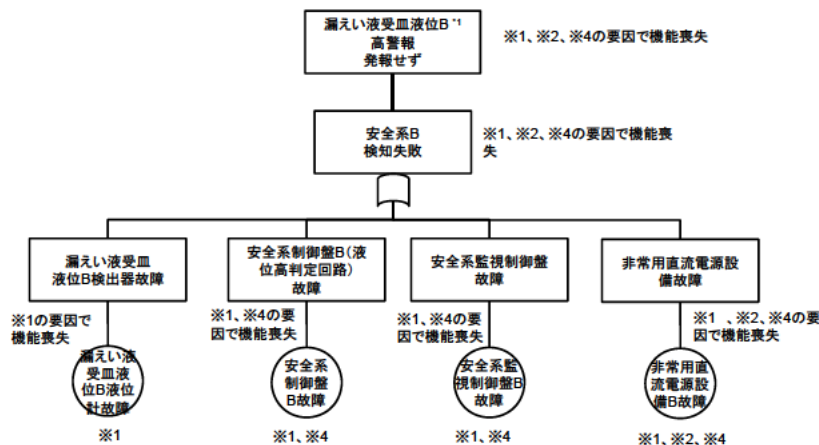 漏えい液受皿液位B *1
高警報
発報せず
※1、※2、※4の要因で機能喪失
安全系B
検知失敗
※1、※2、※4の要因で機能喪
失
漏えい液受皿
液位B検出器故障
安全系制御盤B(液
位高判定回路)
故障
安全系監視制御盤
故障
非常用直流電源設
備故障
※1の要因で
機能喪失
※1、※4の要
因で機能喪失
※1、※4の要
因で機能喪失
※1 、※2、※4の要
因で機能喪失
漏えい液
受皿液
位B液位
計故障
安全系
制御盤
B故障
安全系監
視制御盤B
故障
非常用直
流電源設
備B故障
※1
※1、※4
※1、※4
※1、※2、※4